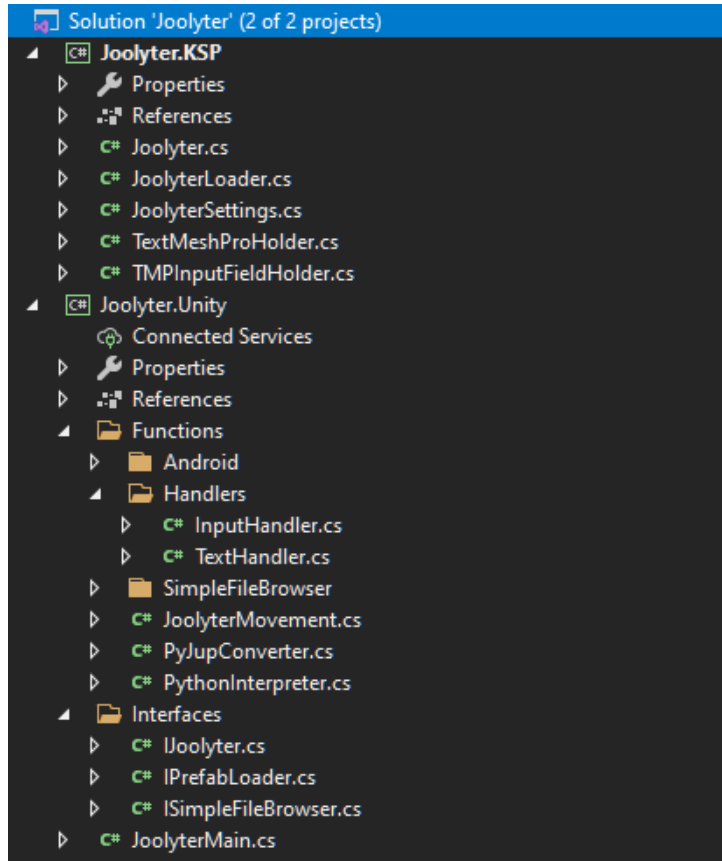 Solution 'Joolyter' (2 of 2 projects)
C# Joolyter.KSP
Properties
References
C# Joolyter.cs
C# JoolyterLoader.cs
C# JoolyterSettings.cs
C# TextMeshProHolder.cs
C# TMPInputFieldHolder.cs
C# Joolyter.Unity
Connected Services
Properties
References
Functions
Android
Handlers
C# InputHandler.cs
C# TextHandler.cs
SimpleFileBrowser
C# JoolyterMovement.cs
C# PyJupConverter.cs
C# PythonInterpreter.cs
Interfaces
C# IJoolyter.cs
C# IPrefabLoader.cs
C# ISimpleFileBrowser.cs
C# JoolyterMain.cs